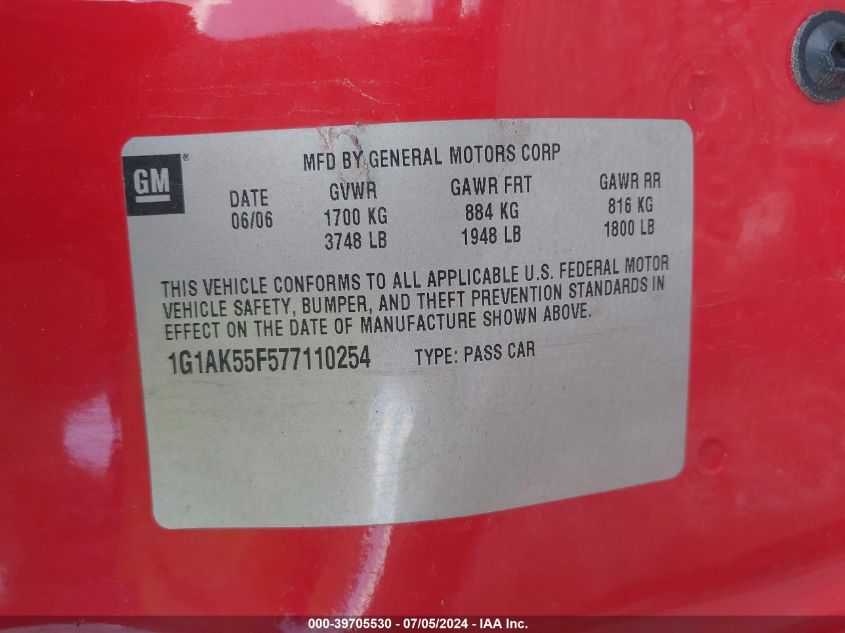 MFD BY GENERAL MOTORS CORP
GM®
DATE GVWR GAWR FRT GAWR RR
06/06 1700 KG 884 KG 816 KG
3748 LB 1948 LB 1800 LB
THIS VEHICLE CONFORMS TO ALL APPLICABLE U.S. FEDERAL MOTOR
VEHICLE SAFETY, BUMPER, AND THEFT PREVENTION STANDARDS IN
EFFECT ON THE DATE OF MANUFACTURE SHOWN ABOVE.
1G1AK55F577110254 TYPE: PASS CAR
000-39705530 - 07/05/2024 - IAA Inc.